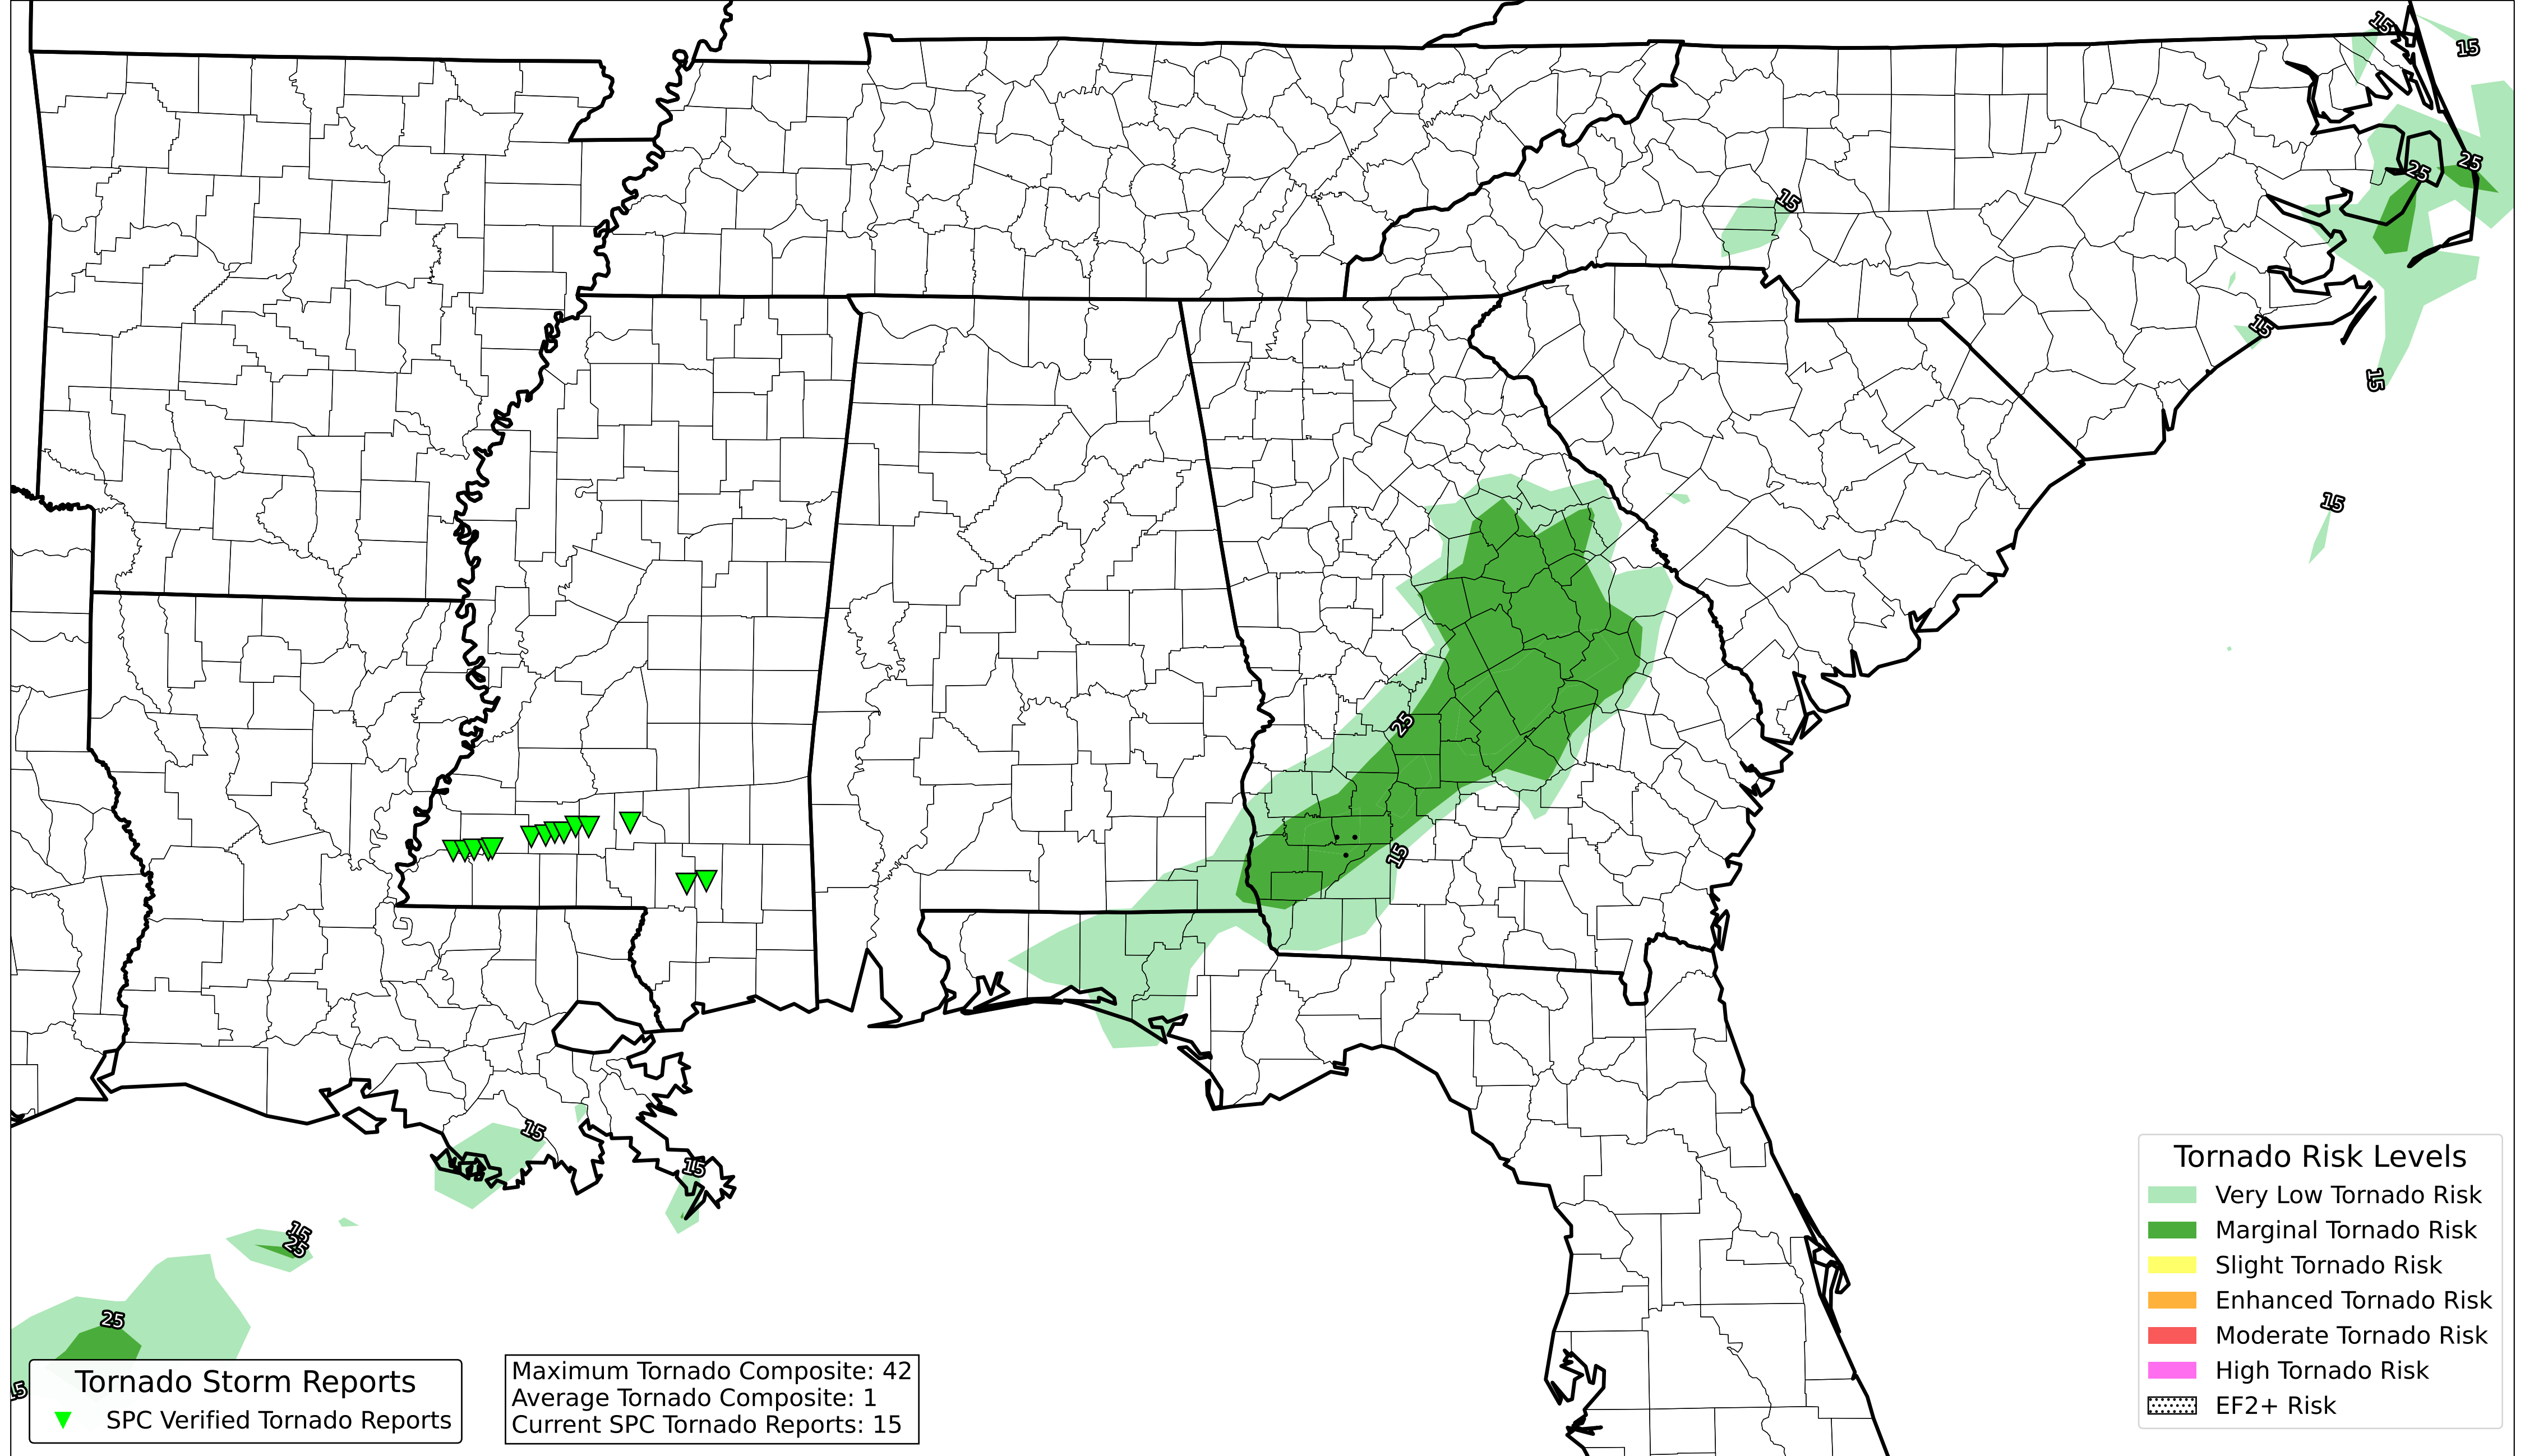 15
15
25
25
15
15
15
15
25
15
15
15
15
25
25
15
Tornado Storm Reports
SPC Verified Tornado Reports
Maximum Tornado Composite: 42
Average Tornado Composite: 1
Current SPC Tornado Reports: 15
Tornado Risk Levels
Very Low Tornado Risk
Marginal Tornado Risk
Slight Tornado Risk
Enhanced Tornado Risk
Moderate Tornado Risk
High Tornado Risk
EF2+ Risk